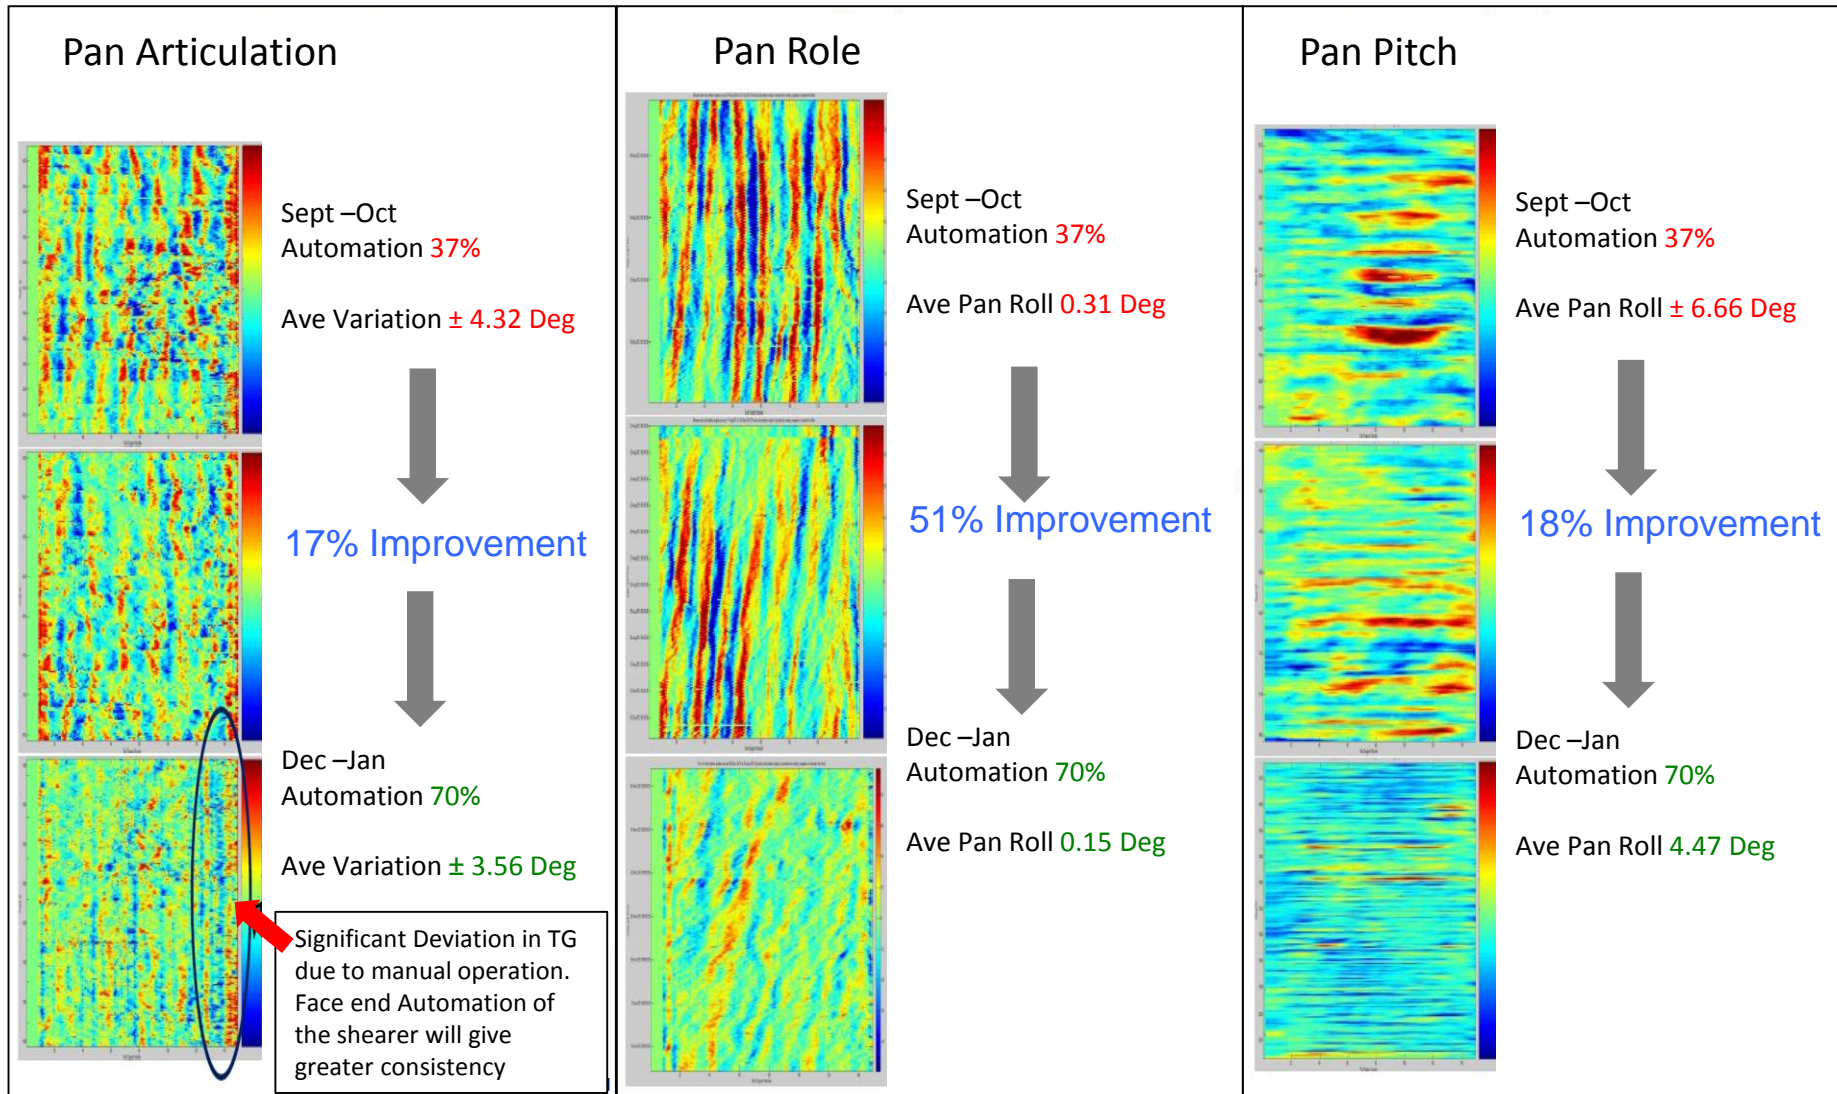 Pan Articulation
Sept –Oct
Automation 37%
Ave Variation ± 4.32 Deg
17% Improvement
Dec –Jan
Automation 70%
Ave Variation ± 3.56 Deg
Significant Deviation in TG
due to manual operation.
Face end Automation of
the shearer will give
greater consistency
Pan Role
Sept –Oct
Automation 37%
Ave Pan Roll 0.31 Deg
51% Improvement
Dec –Jan
Automation 70%
Ave Pan Roll 0.15 Deg
Pan Pitch
Sept –Oct
Automation 37%
Ave Pan Roll ± 6.66 Deg
18% Improvement
Dec –Jan
Automation 70%
Ave Pan Roll 4.47 Deg